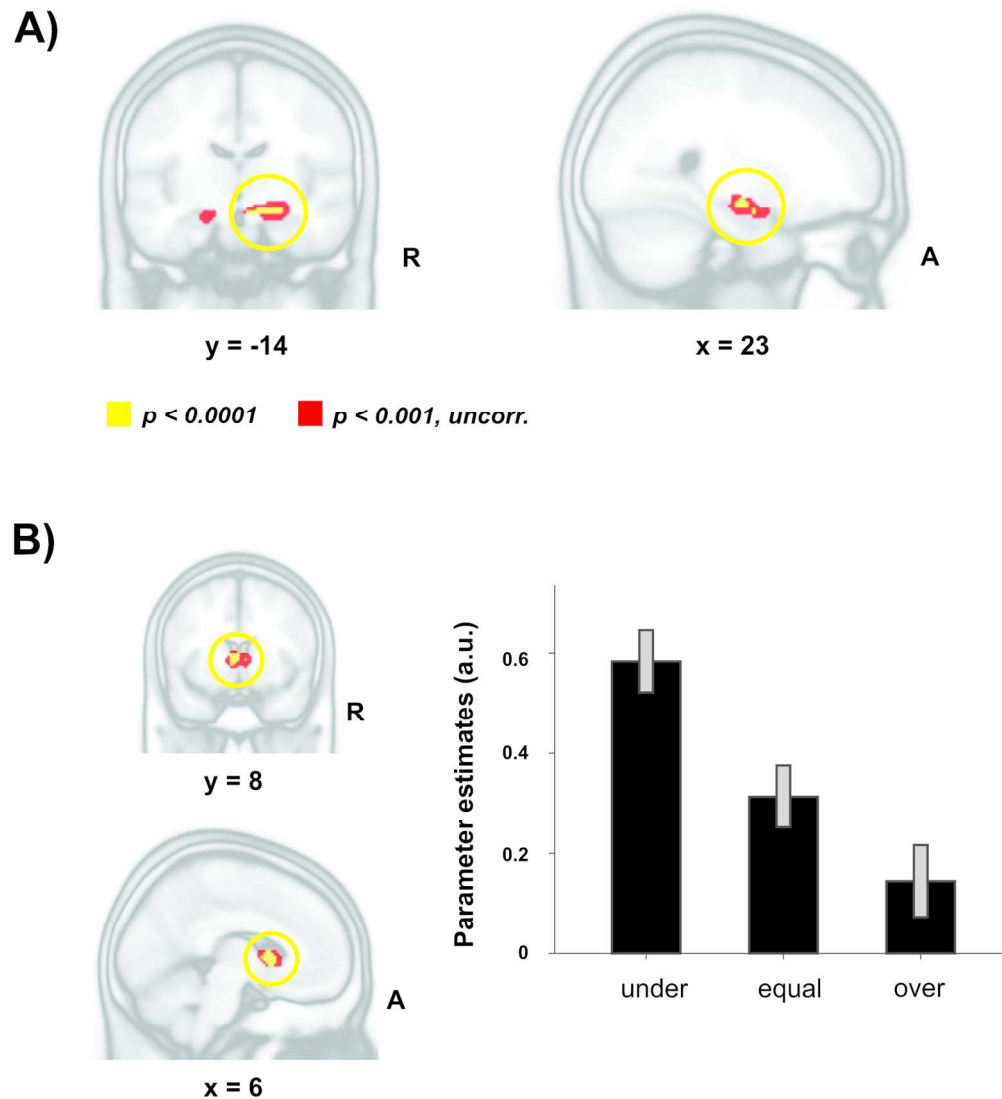 A)
R
A
y = -14
x = 23
p < 0.0001
p < 0.001, uncorr.
B)
R
y = 8
A
x = 6
Parameter estimates (a.u.)
0.6
0.4
0.2
0
under
equal
over